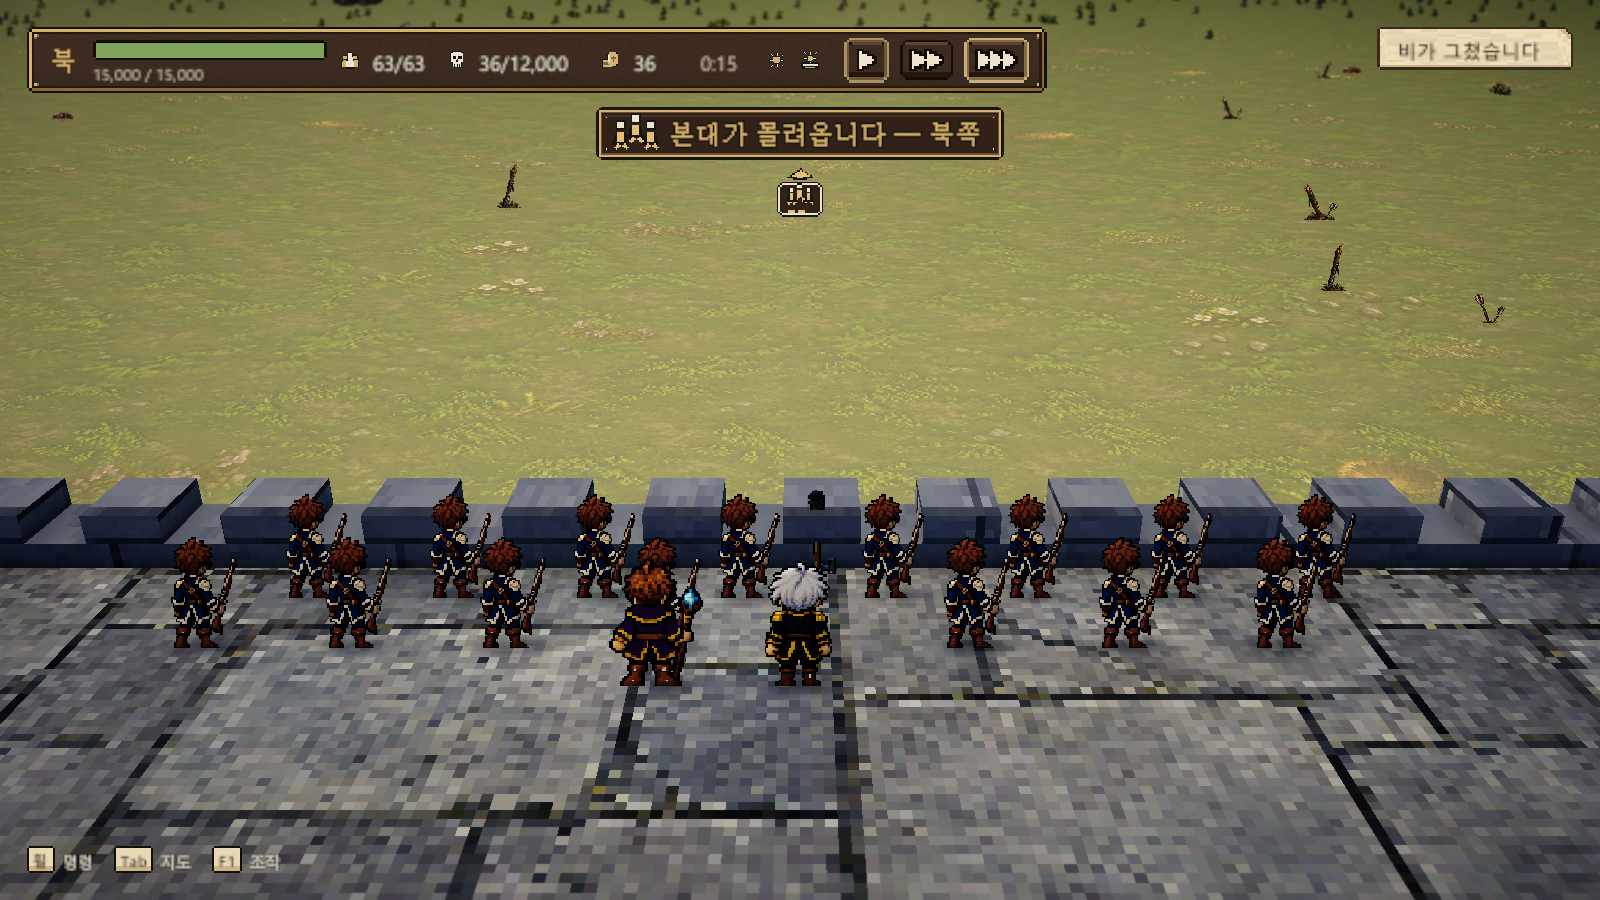 북
15,000 / 15,000
63/63
36/12,000
36
0:15
비가 그쳤습니다
본대가 몰려옵니다 — 북쪽
휠 명령 Tab 지도 F1 조작